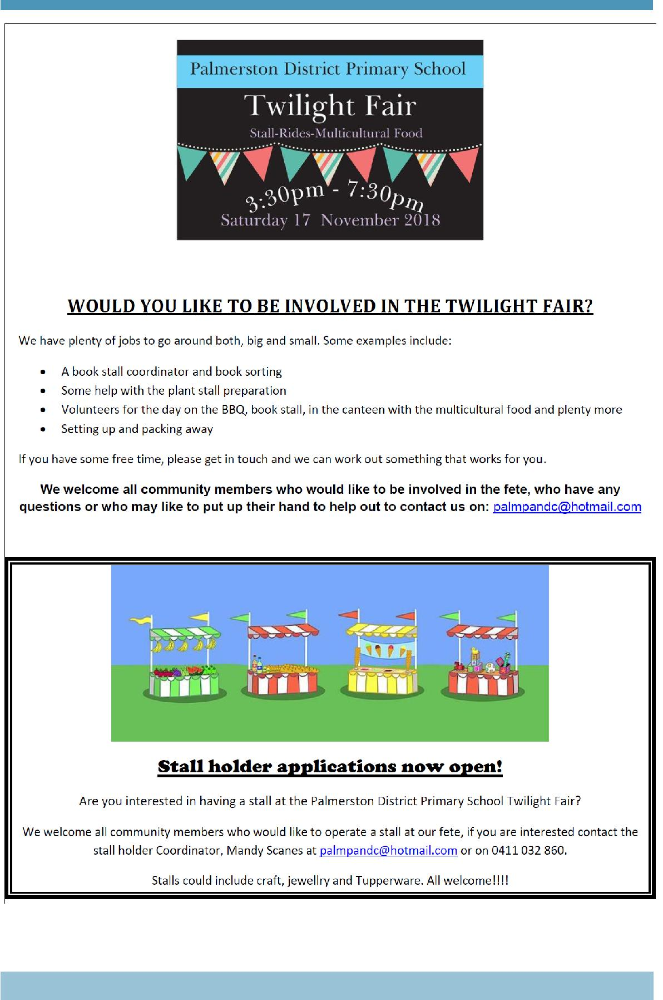 Palmerston District Primary School
Twilight Fair
Stall-Rides-Multicultural Food
3:30pm - 7:30pm
Saturday 17 November 2018
WOULD YOU LIKE TO BE INVOLVED IN THE TWILIGHT FAIR?
We have plenty of jobs to go around both, big and small. Some examples include:
• A book stall coordinator and book sorting
• Some help with the plant stall preparation
• Volunteers for the day on the BBQ, book stall, in the canteen with the multicultural food and plenty more
• Setting up and packing away
If you have some free time, please get in touch and we can work out something that works for you.
We welcome all community members who would like to be involved in the fete, who have any
questions or who may like to put up their hand to help out to contact us on: palmpandc@hotmail.com
Stall holder applications now open!
Are you interested in having a stall at the Palmerston District Primary School Twilight Fair?
We welcome all community members who would like to operate a stall at our fete, if you are interested contact the
stall holder Coordinator, Mandy Scanes at palmpandc@hotmail.com or on 0411 032 860.
Stalls could include craft, jewellry and Tupperware. All welcome!!!!